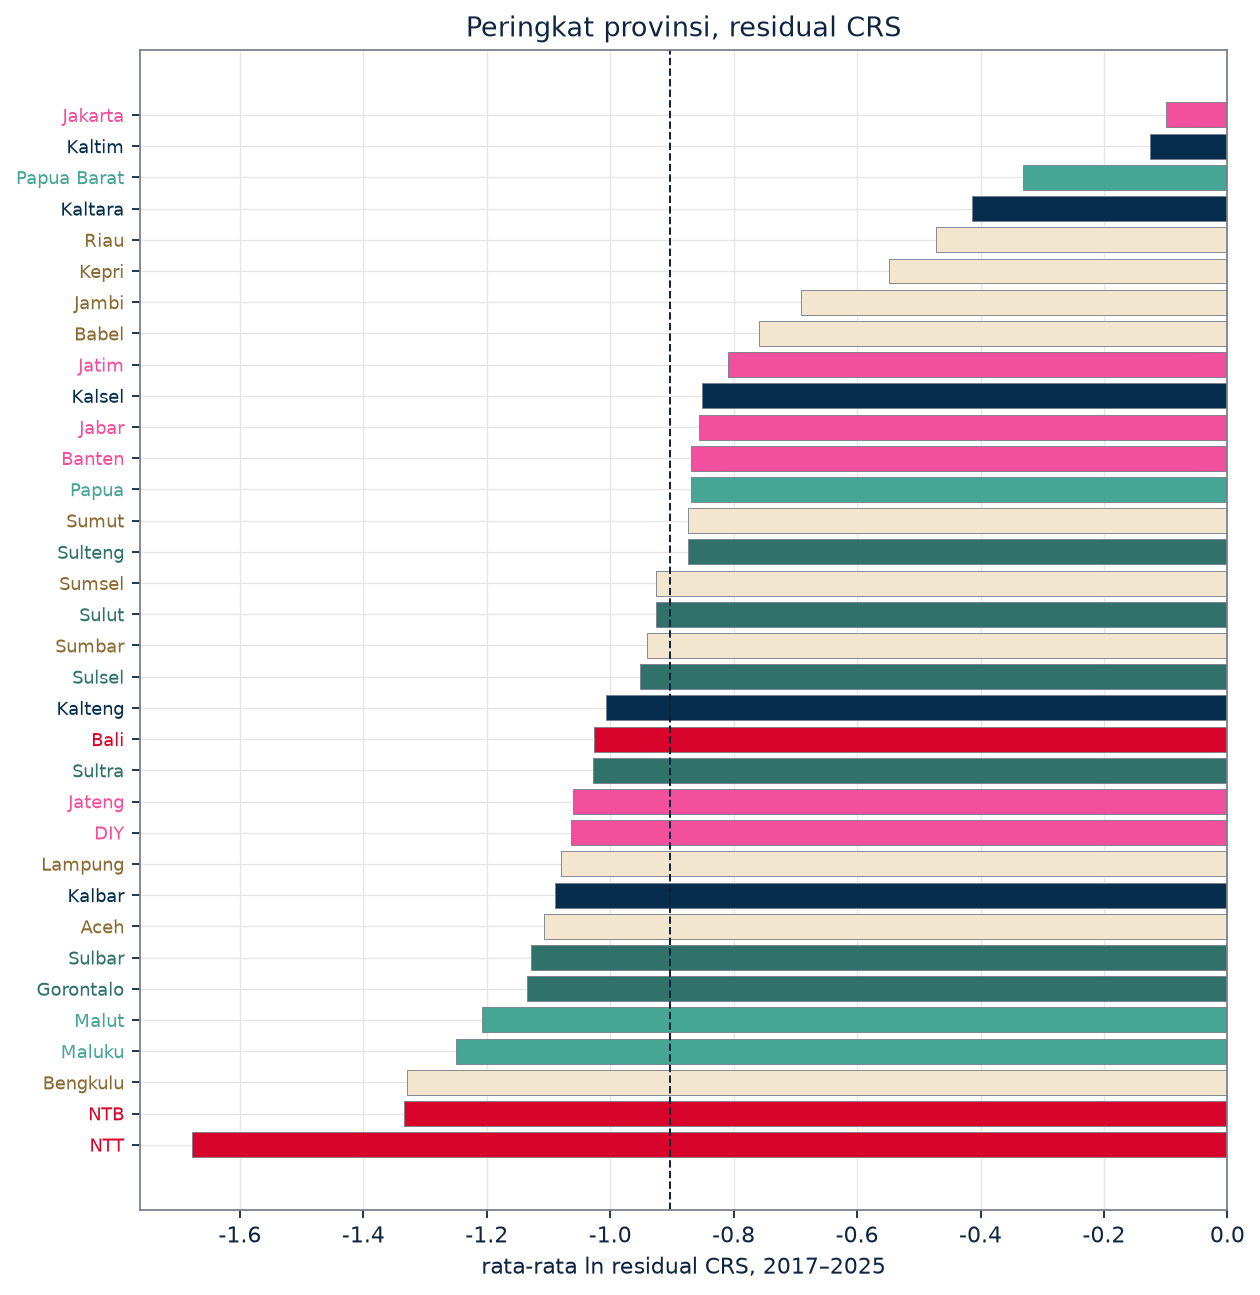 Peringkat provinsi, residual CRS
Jakarta
Kaltim
Papua Barat
Kaltara
Riau
Kepri
Jambi
Babel
Jatim
Kalsel
Jabar
Banten
Papua
Sumut
Sulteng
Sumsel
Sulut
Sumbar
Sulsel
Kalteng
Bali
Sultra
Jateng
DIY
Lampung
Kalbar
Aceh
Sulbar
Gorontalo
Malut
Maluku
Bengkulu
NTB
NTT
-1.6 -1.4 -1.2 -1.0 -0.8 -0.6 -0.4 -0.2 0.0
rata-rata ln residual CRS, 2017–2025